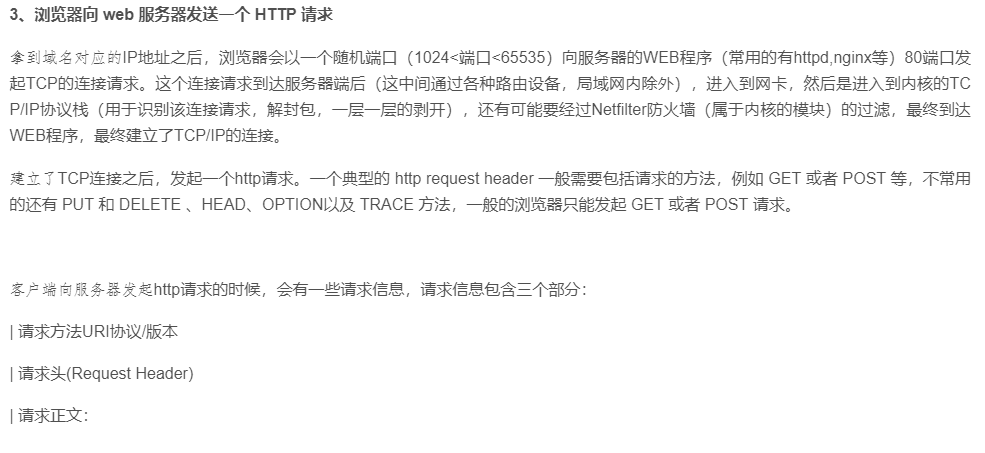 3、浏览器向 web 服务器发送一个 HTTP 请求
拿到域名对应的IP地址之后，浏览器会以一个随机端口（1024<端口<65535）向服务器的WEB程序（常用的有httpd,nginx等）80端口发
起TCP的连接请求。这个连接请求到达服务器端后（这中间通过各种路由设备，局域网内除外），进入到网卡，然后是进入到内核的TC
P/IP协议栈（用于识别该连接请求，解封包，一层一层的剥开），还有可能要经过Netfilter防火墙（属于内核的模块）的过滤，最终到达
WEB程序，最终建立了TCP/IP的连接。
建立了TCP连接之后，发起一个http请求。一个典型的 http request header 一般需要包括请求的方法，例如 GET 或者 POST 等，不常用
的还有 PUT 和 DELETE 、HEAD、OPTION以及 TRACE 方法，一般的浏览器只能发起 GET 或者 POST 请求。
客户端向服务器发起http请求的时候，会有一些请求信息，请求信息包含三个部分：
| 请求方法URI协议/版本
| 请求头(Request Header)
| 请求正文：